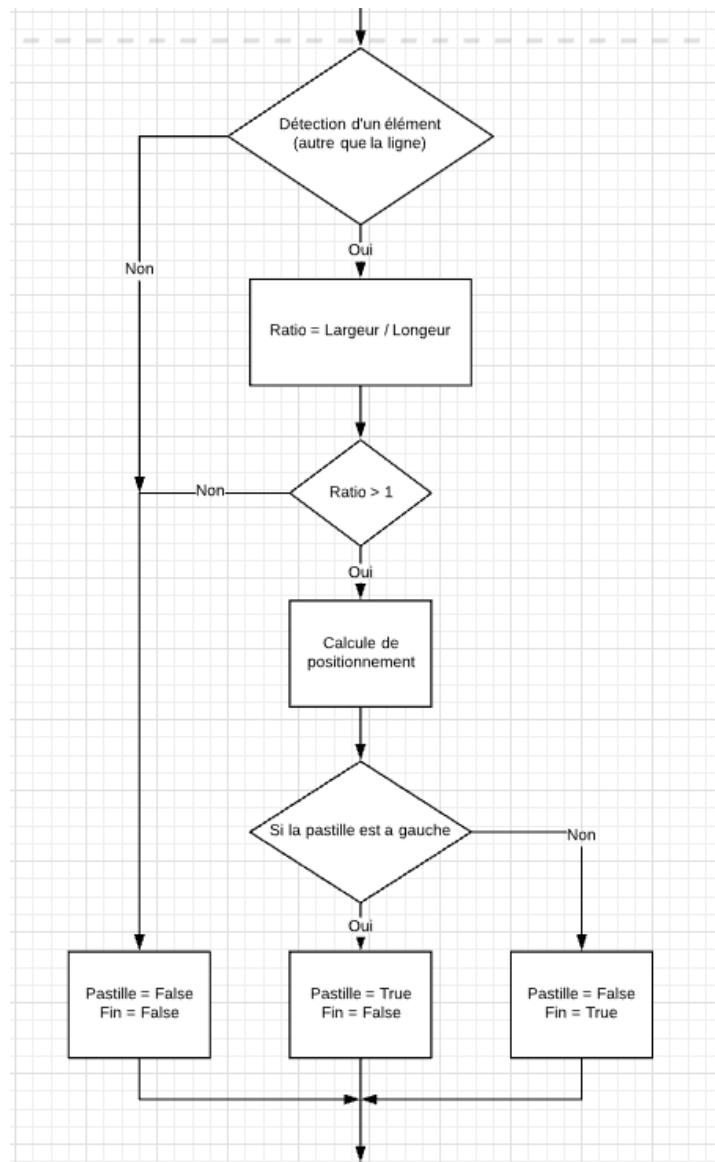 Détection d'un élément
(autre que la ligne)
Oui
Non
Ratio = Largeur / Longeur
Non
Ratio > 1
Oui
Calcule de
positionnement
Si la pastille est a gauche
Non
Oui
Pastille = False
Fin = False
Pastille = True
Fin = False
Pastille = False
Fin = True